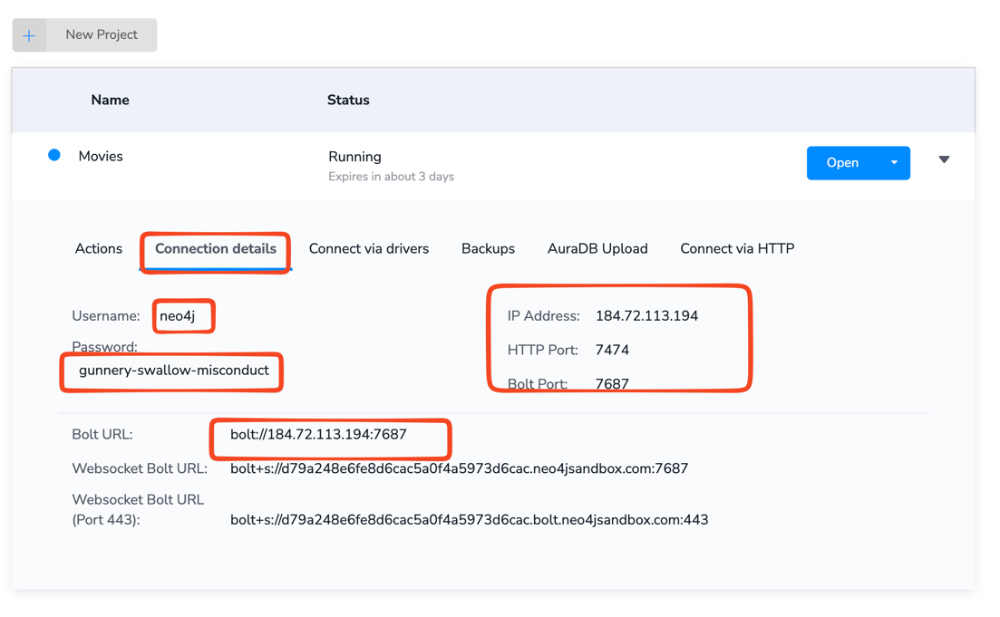 + New Project
Name Status
Movies Running Open
Expires in about 3 days
Actions Connection details Connect via drivers Backups AuraDB Upload Connect via HTTP
Username: neo4j IP Address: 184.72.113.194
Password: HTTP Port: 7474
gunnery-swallow-misconduct Bolt Port: 7687
Bolt URL: bolt://184.72.113.194:7687
Websocket Bolt URL: bolt+s://d79a248e6fe8d6cac5a0f4a5973d6cac.neo4jsandbox.com:7687
Websocket Bolt URL
(Port 443): bolt+s://d79a248e6fe8d6cac5a0f4a5973d6cac.bolt.neo4jsandbox.com:443